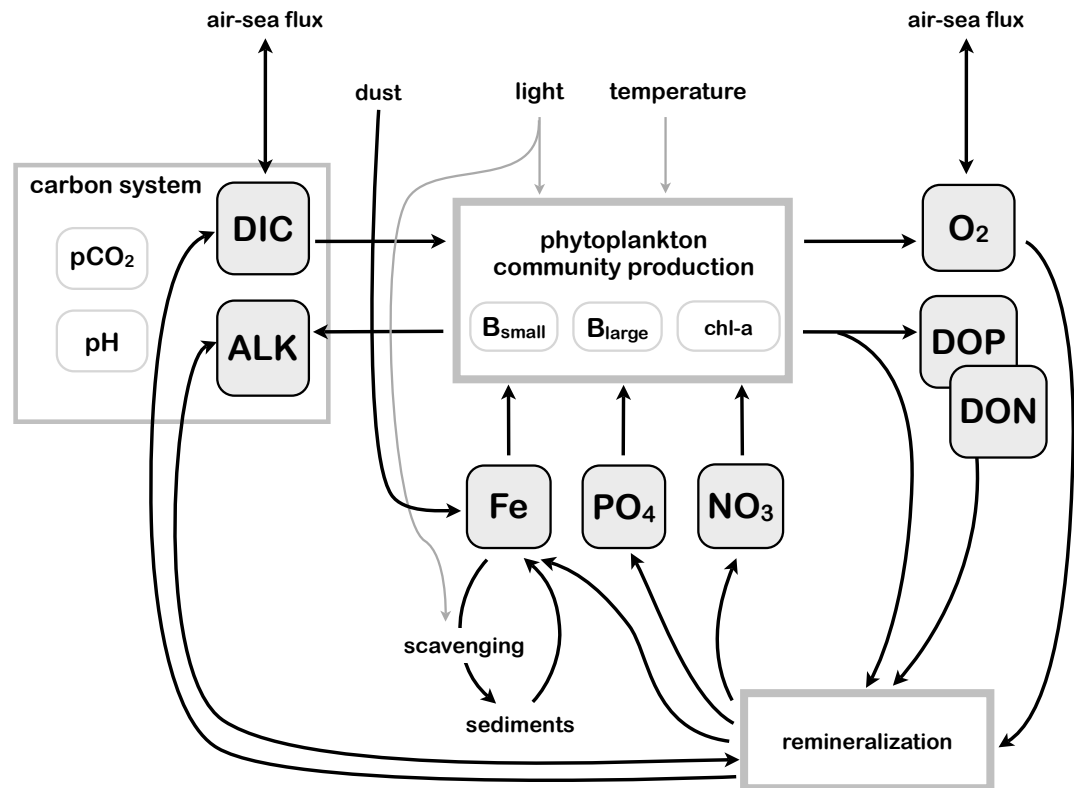 air-sea flux
air-sea flux
dust
light
temperature
carbon system
DIC
pCO₂
pH
ALK
phytoplankton
community production
Bsmall
Blarge
chl-a
O₂
DOP
DON
Fe
PO₄
NO₃
scavenging
sediments
remineralization